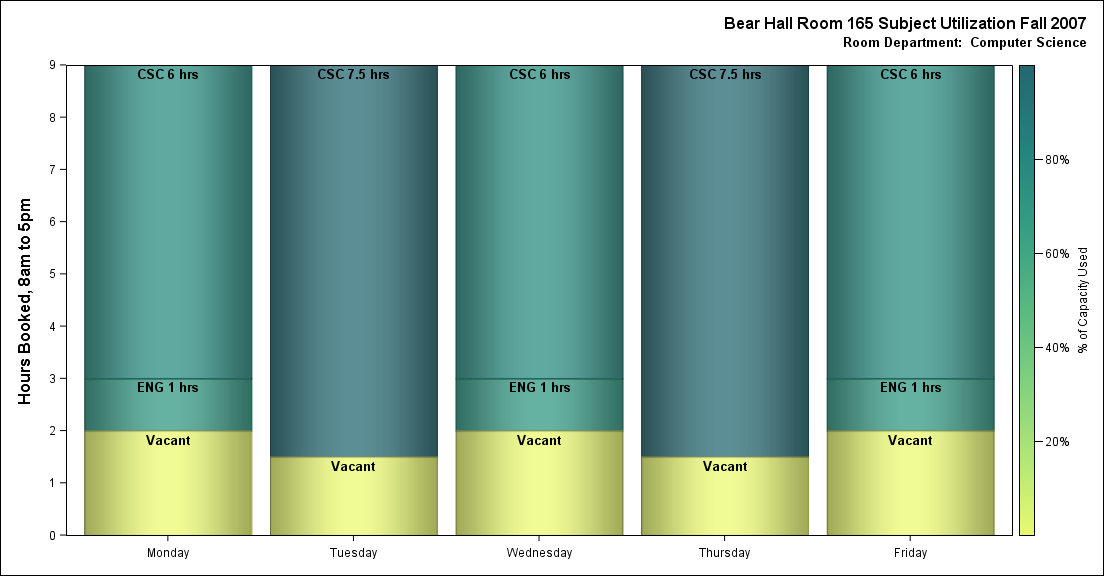 Bear Hall Room 165 Subject Utilization Fall 2007
Room Department:  Computer Science
Hours Booked, 8am to 5pm
9
8
7
6
5
4
3
2
1
0
CSC 6 hrs
ENG 1 hrs
Vacant
CSC 7.5 hrs
Vacant
CSC 6 hrs
ENG 1 hrs
Vacant
CSC 7.5 hrs
Vacant
CSC 6 hrs
ENG 1 hrs
Vacant
Monday
Tuesday
Wednesday
Thursday
Friday
80%
60%
40%
20%
% of Capacity Used